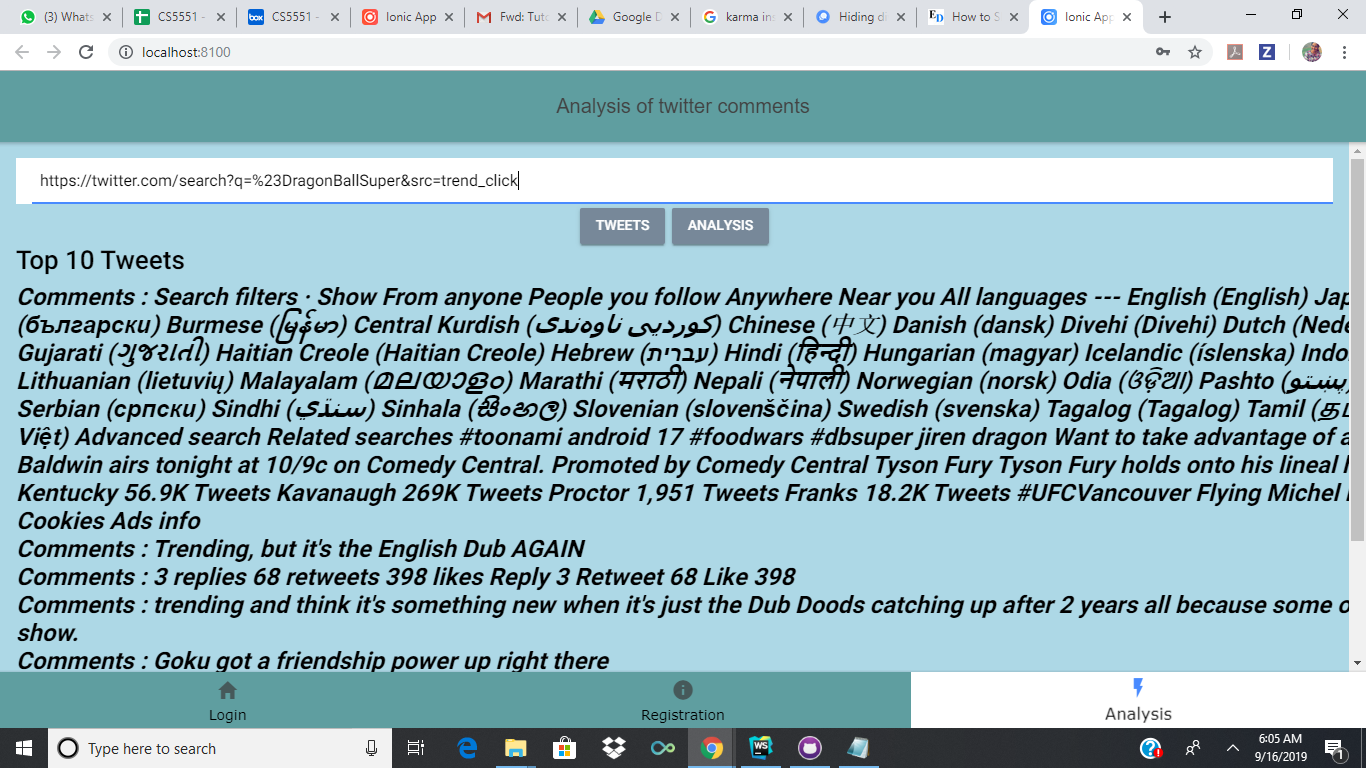 (3) Whats
CS5551 -
CS5551 -
Ionic App
Fwd: Tuto
Google D
karma ins
Hiding di
How to S
Ionic App
localhost:8100
Analysis of twitter comments
https://twitter.com/search?q=%23DragonBallSuper&src=trend_click
TWEETS ANALYSIS
Top 10 Tweets
Comments : Search filters · Show From anyone People you follow Anywhere Near you All languages --- English (English) Jap
(български) Burmese (မြန်မာ) Central Kurdish (کوردیی ناوەندی) Chinese (中文) Danish (dansk) Divehi (Divehi) Dutch (Nede
Gujarati (ગુજરાતી) Haitian Creole (Haitian Creole) Hebrew (עברית) Hindi (हिन्दी) Hungarian (magyar) Icelandic (íslenska) Indo
Lithuanian (lietuvių) Malayalam (മലയാളം) Marathi (मराठी) Nepali (नेपाली) Norwegian (norsk) Odia (ଓଡ଼ିଆ) Pashto (پښتو
Serbian (српски) Sindhi (سنڌي) Sinhala (සිංහල) Slovenian (slovenščina) Swedish (svenska) Tagalog (Tagalog) Tamil (தமி
Việt) Advanced search Related searches #toonami android 17 #foodwars #dbsuper jiren dragon Want to take advantage of a
Baldwin airs tonight at 10/9c on Comedy Central. Promoted by Comedy Central Tyson Fury Tyson Fury holds onto his lineal
Kentucky 56.9K Tweets Kavanaugh 269K Tweets Proctor 1,951 Tweets Franks 18.2K Tweets #UFCVancouver Flying Michel
Cookies Ads info
Comments : Trending, but it's the English Dub AGAIN
Comments : 3 replies 68 retweets 398 likes Reply 3 Retweet 68 Like 398
Comments : trending and think it's something new when it's just the Dub Doods catching up after 2 years all because some o
show.
Comments : Goku got a friendship power up right there
Login
Registration
Analysis
Type here to search
6:05 AM
9/16/2019